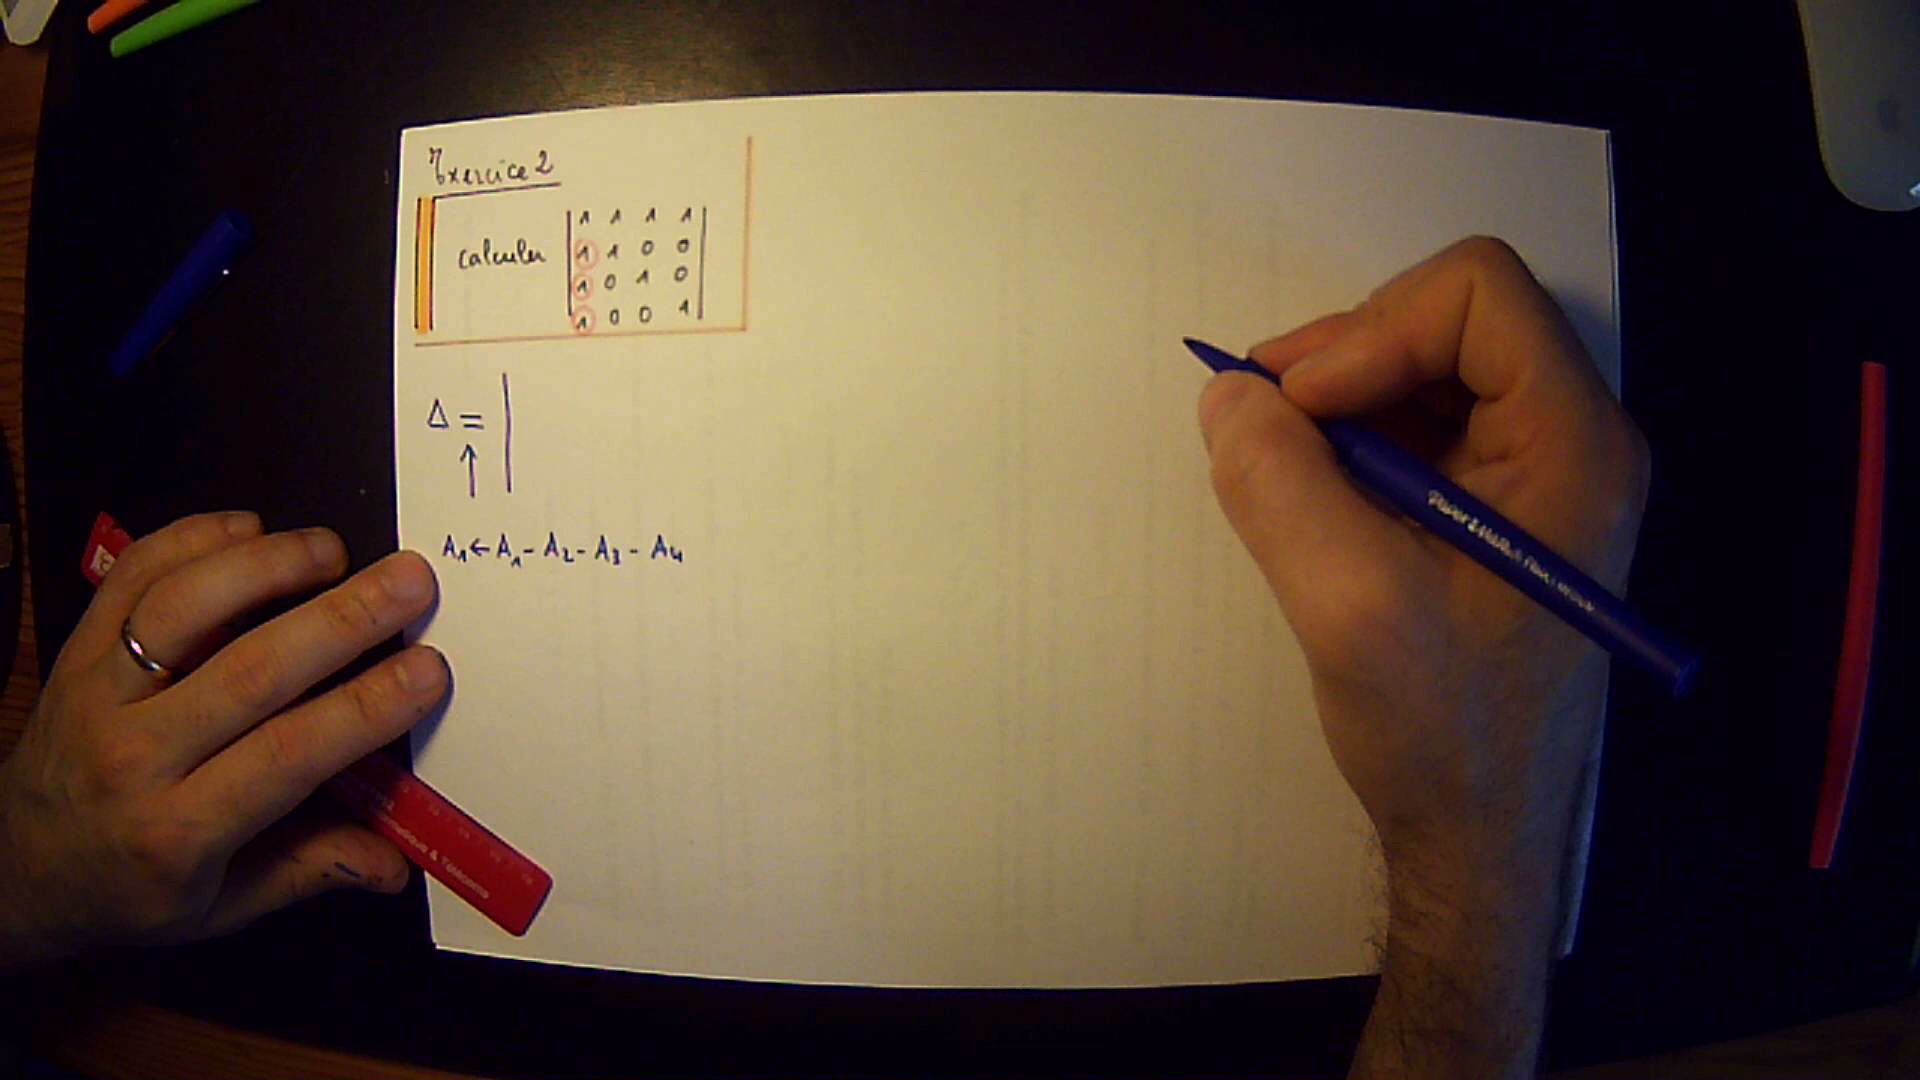 Exercice 2
calculer
1 1 1 1
1 1 0 0
1 0 1 0
1 0 0 1
Δ =
↑
A₁ ← A₁ - A₂ - A₃ - A₄
& Télécoms